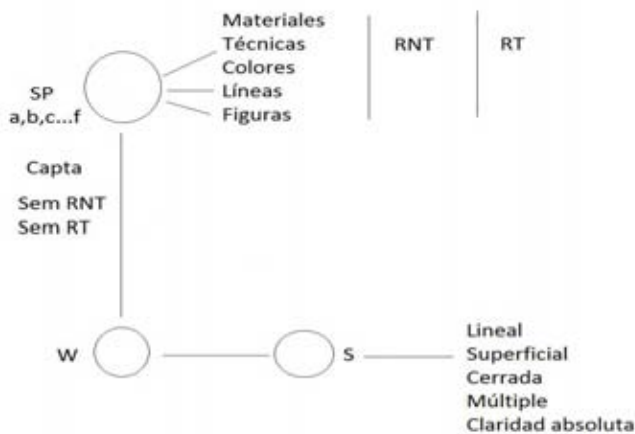 Materiales
Técnicas
Colores
Líneas
Figuras
RNT
RT
SP
a,b,c...f
Capta
Sem RNT
Sem RT
W
S
Lineal
Superficial
Cerrada
Múltiple
Claridad absoluta